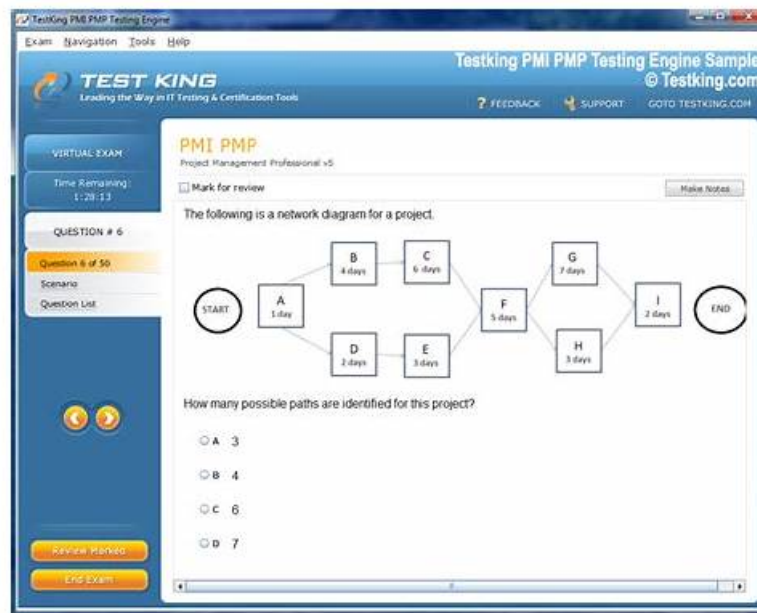 TestKing PMI PMP Testing Engine
Exam Navigation Tools Help
Testking PMI PMP Testing Engine Sample
© Testking.com
TEST KING
Leading the Way in IT Testing & Certification Tools
? FEEDBACK SUPPORT GOTO TESTKING.COM
VIRTUAL EXAM
Time Remaining:
1:28:13
QUESTION # 6
Question 6 of 50
Scenario
Question List
Review Marked
End Exam
PMI PMP
Project Management Professional v5
Mark for review
Make Notes
The following is a network diagram for a project.
START
A
1 day
B
4 days
C
6 days
D
2 days
E
3 days
F
5 days
G
7 days
H
3 days
I
2 days
END
How many possible paths are identified for this project?
A 3
B 4
C 6
D 7